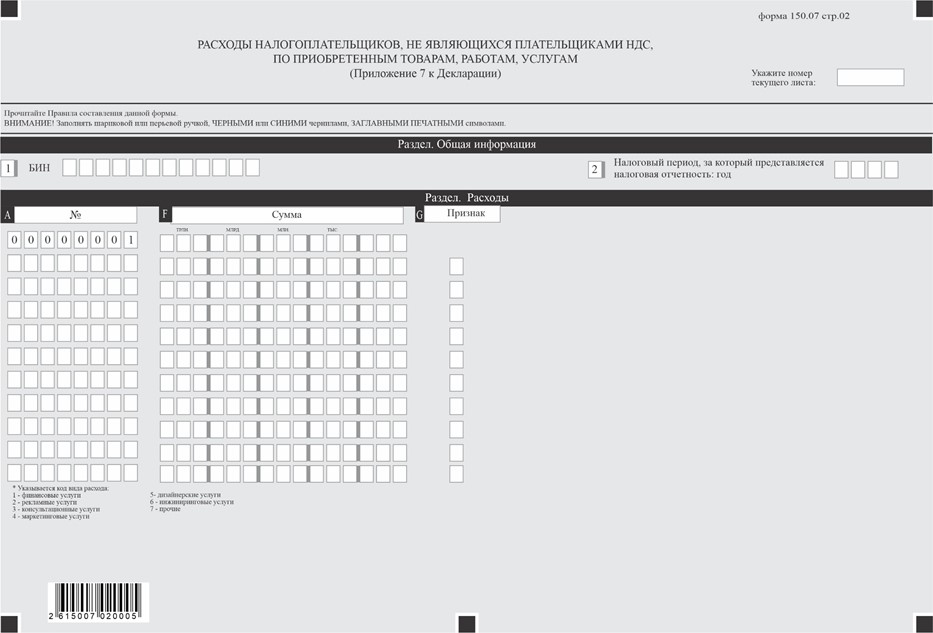 форма 150.07 стр.02
РАСХОДЫ НАЛОГОПЛАТЕЛЬЩИКОВ, НЕ ЯВЛЯЮЩИХСЯ ПЛАТЕЛЬЩИКАМИ НДС,
ПО ПРИОБРЕТЕННЫМ ТОВАРАМ, РАБОТАМ, УСЛУГАМ
(Приложение 7 к Декларации)
Укажите номер
текущего листа:
Прочитайте Правила составления данной формы.
ВНИМАНИЕ! Заполнять шариковой или перьевой ручкой, ЧЕРНЫМИ или СИНИМИ чернилами, ЗАГЛАВНЫМИ ПЕЧАТНЫМИ символами.
Раздел. Общая информация
1 БИН
2 Налоговый период, за который представляется
налоговая отчетность: год
Раздел. Расходы
A № F Сумма G Признак
трлн млрд млн тыс
0 0 0 0 0 0 0 1
* Указывается код вида расхода:
1 - финансовые услуги
2 - рекламные услуги
3 - консультационные услуги
4 - маркетинговые услуги
5- дизайнерские услуги
6 - инжиниринговые услуги
7 - прочие
2 615007 020005